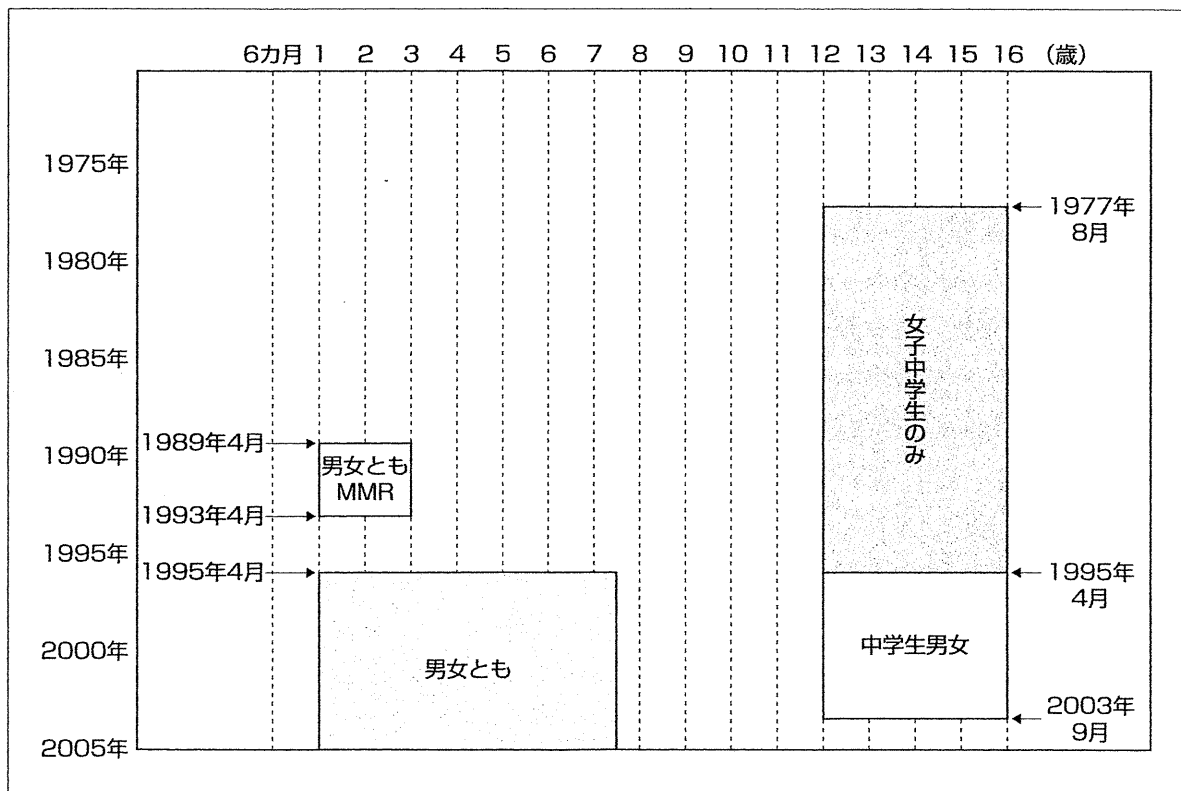 6カ月 1 2 3 4 5 6 7 8 9 10 11 12 13 14 15 16 (歳)
1975年
1977年
8月
1980年
1985年
女子中学生のみ
1989年4月
1990年
男女とも
MMR
1993年4月
1995年
1995年4月
1995年
4月
2000年
男女とも
中学生男女
2003年
9月
2005年